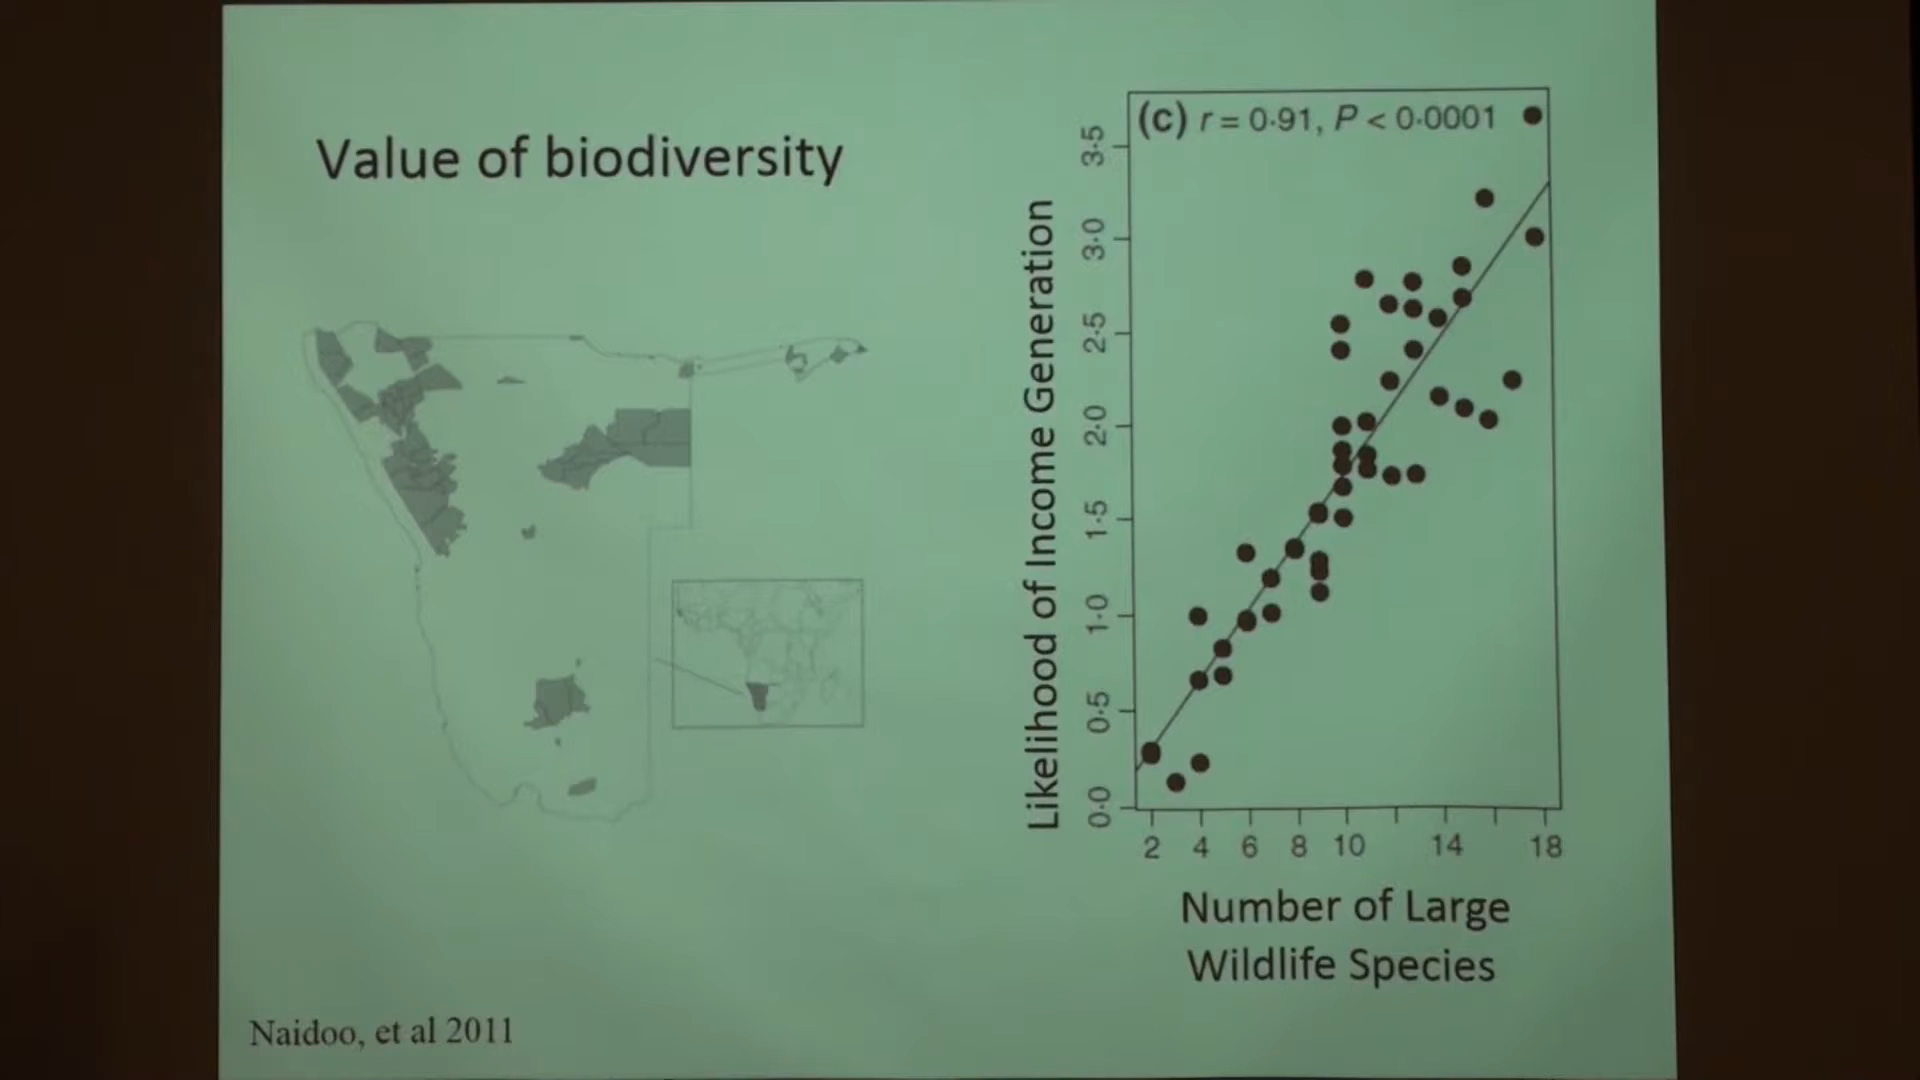 Value of biodiversity
(c) r = 0·91, P < 0·0001
Likelihood of Income Generation
3·5
3·0
2·5
2·0
1·5
1·0
0·5
0·0
2 4 6 8 10 14 18
Number of Large
Wildlife Species
Naidoo, et al 2011